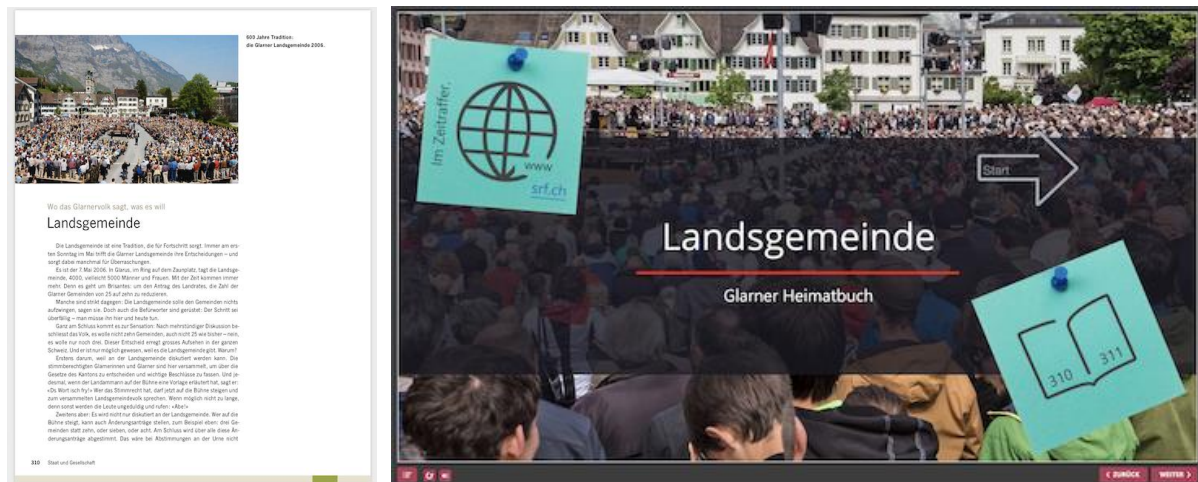 600 Jahre Tradition:
die Glarner Landsgemeinde 2006.
Wo das Glarnervolk sagt, was es will
Landsgemeinde
Die Landsgemeinde ist eine Tradition, die für Fortschritt sorgt. Immer am ers-
ten Sonntag im Mai trifft die Glarner Landsgemeinde ihre Entscheidungen – und
sorgt dabei manchmal für Überraschungen.
Es ist der 7. Mai 2006. In Glarus, im Ring auf dem Zaunplatz, tagt die Landsge-
meinde, 4000, vielleicht 5000 Männer und Frauen. Mit der Zeit kommen immer
mehr. Denn es geht um Brisantes: um den Antrag des Landrates, die Zahl der
Glarner Gemeinden von 25 auf zehn zu reduzieren.
Manche sind strikt dagegen: Die Landsgemeinde solle den Gemeinden nichts
aufzwingen, sagen sie. Doch auch die Befürworter sind gerüstet: Der Schritt sei
überfällig – man müsse ihn hier und heute tun.
Ganz am Schluss kommt es zur Sensation: Nach mehrstündiger Diskussion be-
schliesst das Volk, es wolle nicht zehn Gemeinden, auch nicht 25 wie bisher – nein,
es wolle nur noch drei. Dieser Entscheid erregt grosses Aufsehen in der ganzen
Schweiz. Und er ist nur möglich gewesen, weil es die Landsgemeinde gibt. Warum?
Erstens darum, weil an der Landsgemeinde diskutiert werden kann. Die
stimmberechtigten Glarnerinnen und Glarner sind hier versammelt, um über die
Gesetze des Kantons zu entscheiden und wichtige Beschlüsse zu fassen. Und je-
desmal, wenn der Landammann auf der Bühne eine Vorlage erläutert hat, sagt er:
«Ds Wort isch fry!» Wer das Stimmrecht hat, darf jetzt auf die Bühne steigen und
zum versammelten Landsgemeindevolk sprechen. Wenn möglich nicht zu lange,
denn sonst werden die Leute ungeduldig und rufen: «Abe!»
Zweitens aber: Es wird nicht nur diskutiert an der Landsgemeinde. Wer auf die
Bühne steigt, kann auch Änderungsanträge stellen, zum Beispiel eben: drei Ge-
meinden statt zehn, oder sieben, oder acht. Am Schluss wird über alle diese Än-
derungsanträge abgestimmt. Das wäre bei Abstimmungen an der Urne nicht
310 Staat und Gesellschaft
Im Zeitraffer.
www
srf.ch
Start
Landsgemeinde
Glarner Heimatbuch
310 311
< ZURÜCK WEITER >